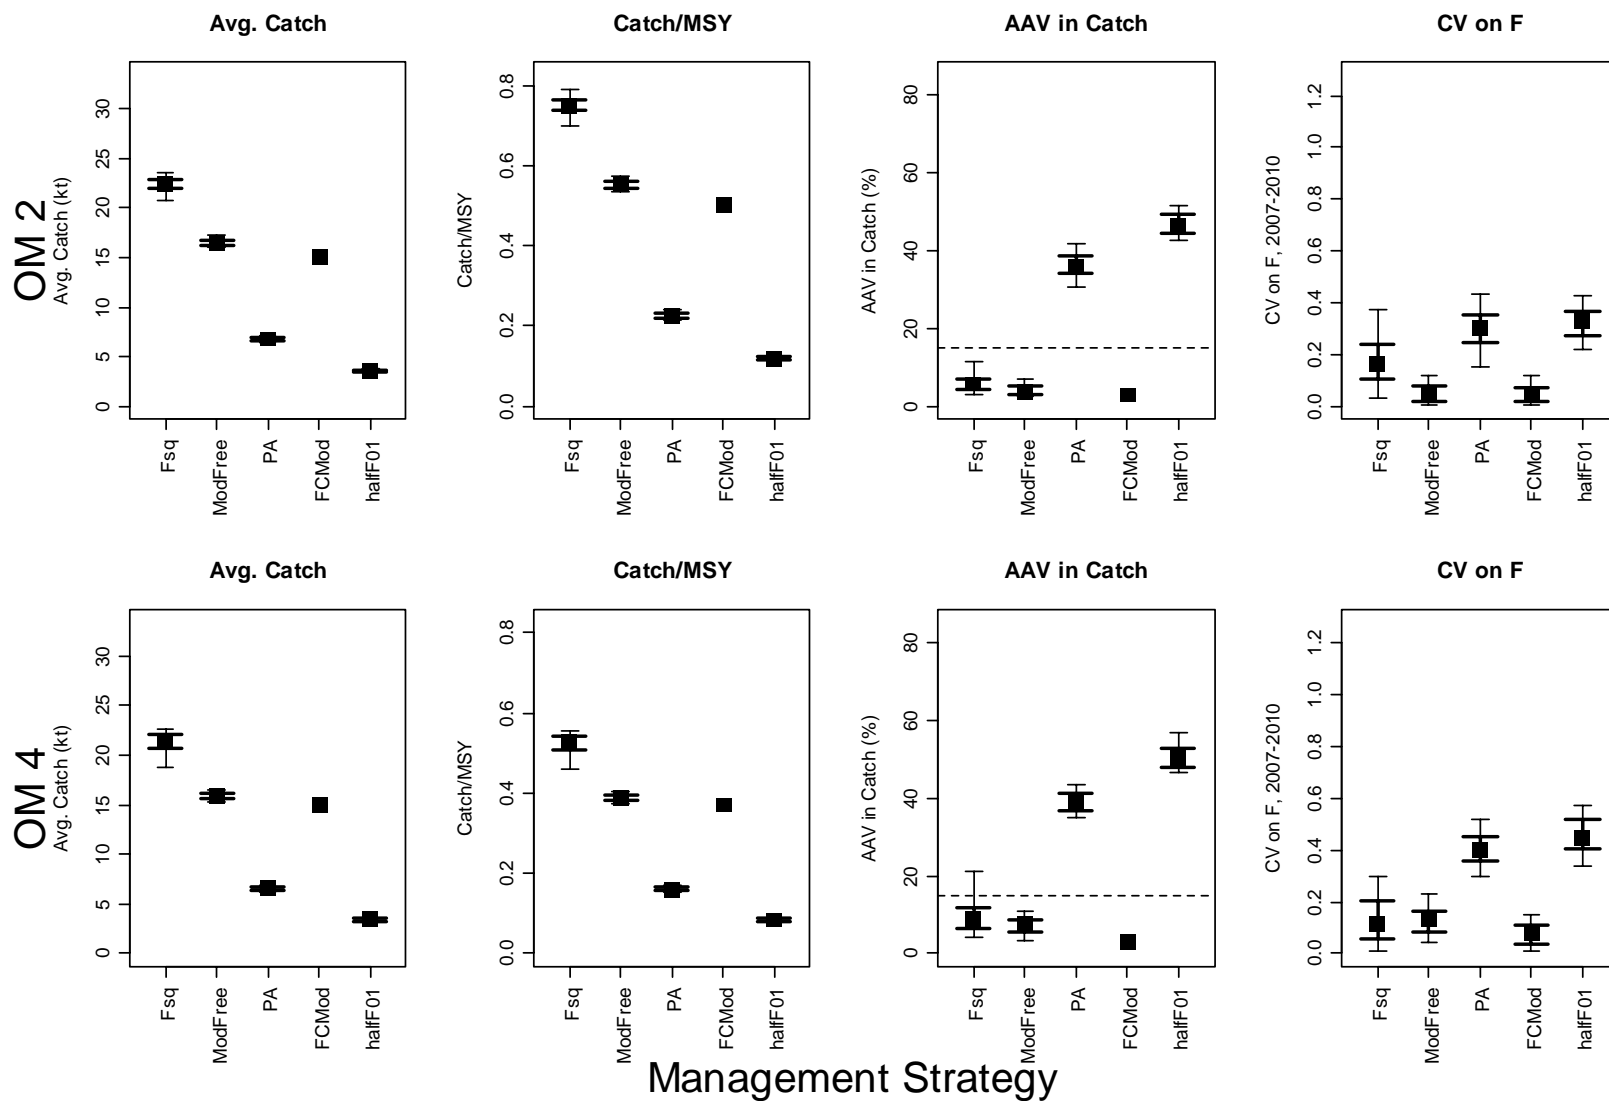 Avg. Catch
Catch/MSY
AAV in Catch
CV on F
OM 2
Avg. Catch (kt)
0 5 10 15 20 25 30
Fsq ModFree PA FCMod halfF01
Catch/MSY
0.0 0.2 0.4 0.6 0.8
Fsq ModFree PA FCMod halfF01
AAV in Catch (%)
0 20 40 60 80
Fsq ModFree PA FCMod halfF01
CV on F, 2007-2010
0.0 0.2 0.4 0.6 0.8 1.0 1.2
Fsq ModFree PA FCMod halfF01
Avg. Catch
Catch/MSY
AAV in Catch
CV on F
OM 4
Avg. Catch (kt)
0 5 10 15 20 25 30
Fsq ModFree PA FCMod halfF01
Catch/MSY
0.0 0.2 0.4 0.6 0.8
Fsq ModFree PA FCMod halfF01
AAV in Catch (%)
0 20 40 60 80
Fsq ModFree PA FCMod halfF01
CV on F, 2007-2010
0.0 0.2 0.4 0.6 0.8 1.0 1.2
Fsq ModFree PA FCMod halfF01
Management Strategy